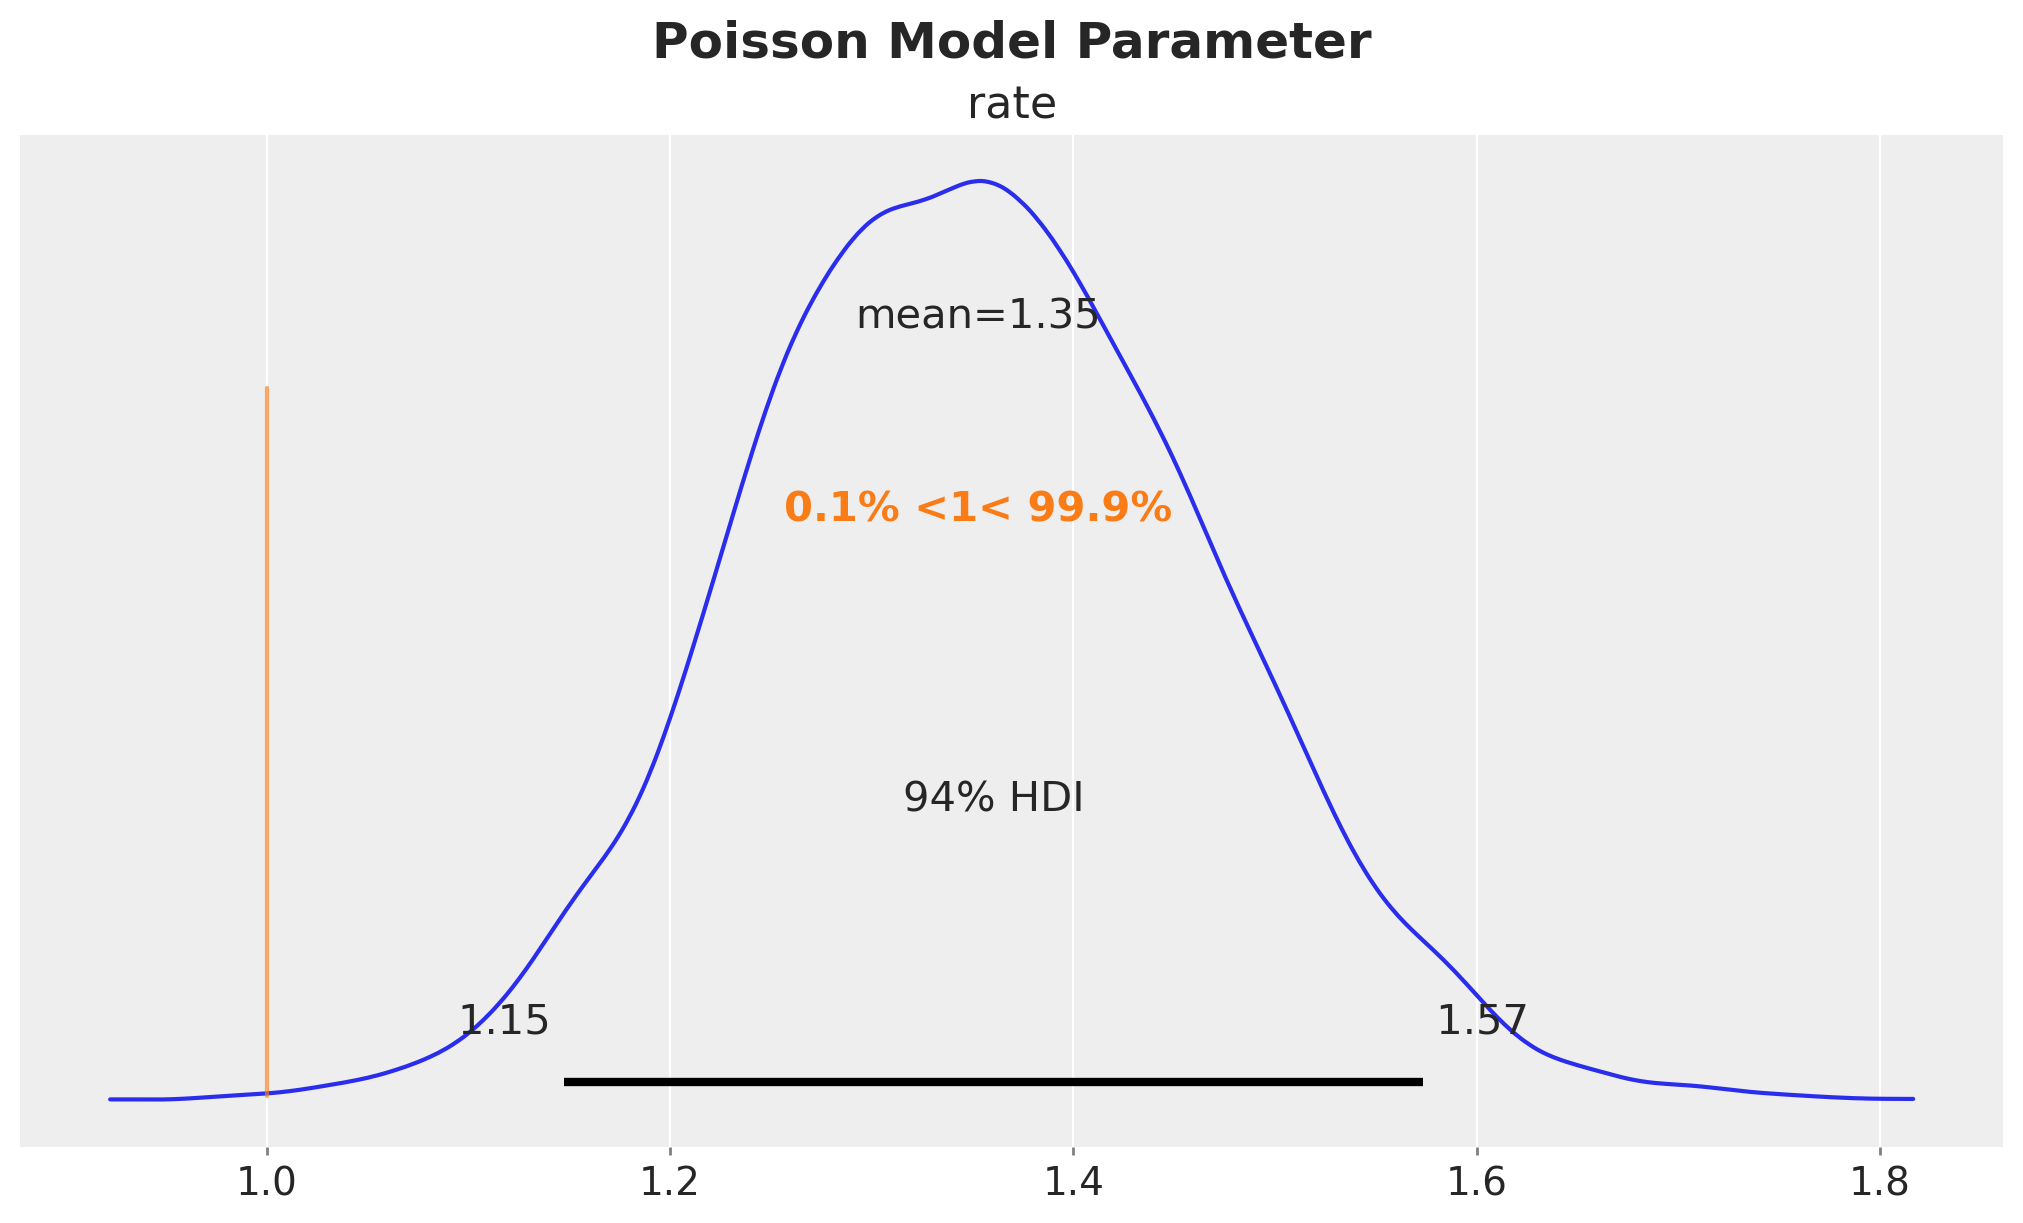 Poisson Model Parameter
rate
mean=1.35
0.1% <1< 99.9%
94% HDI
1.15 1.57
1.0 1.2 1.4 1.6 1.8